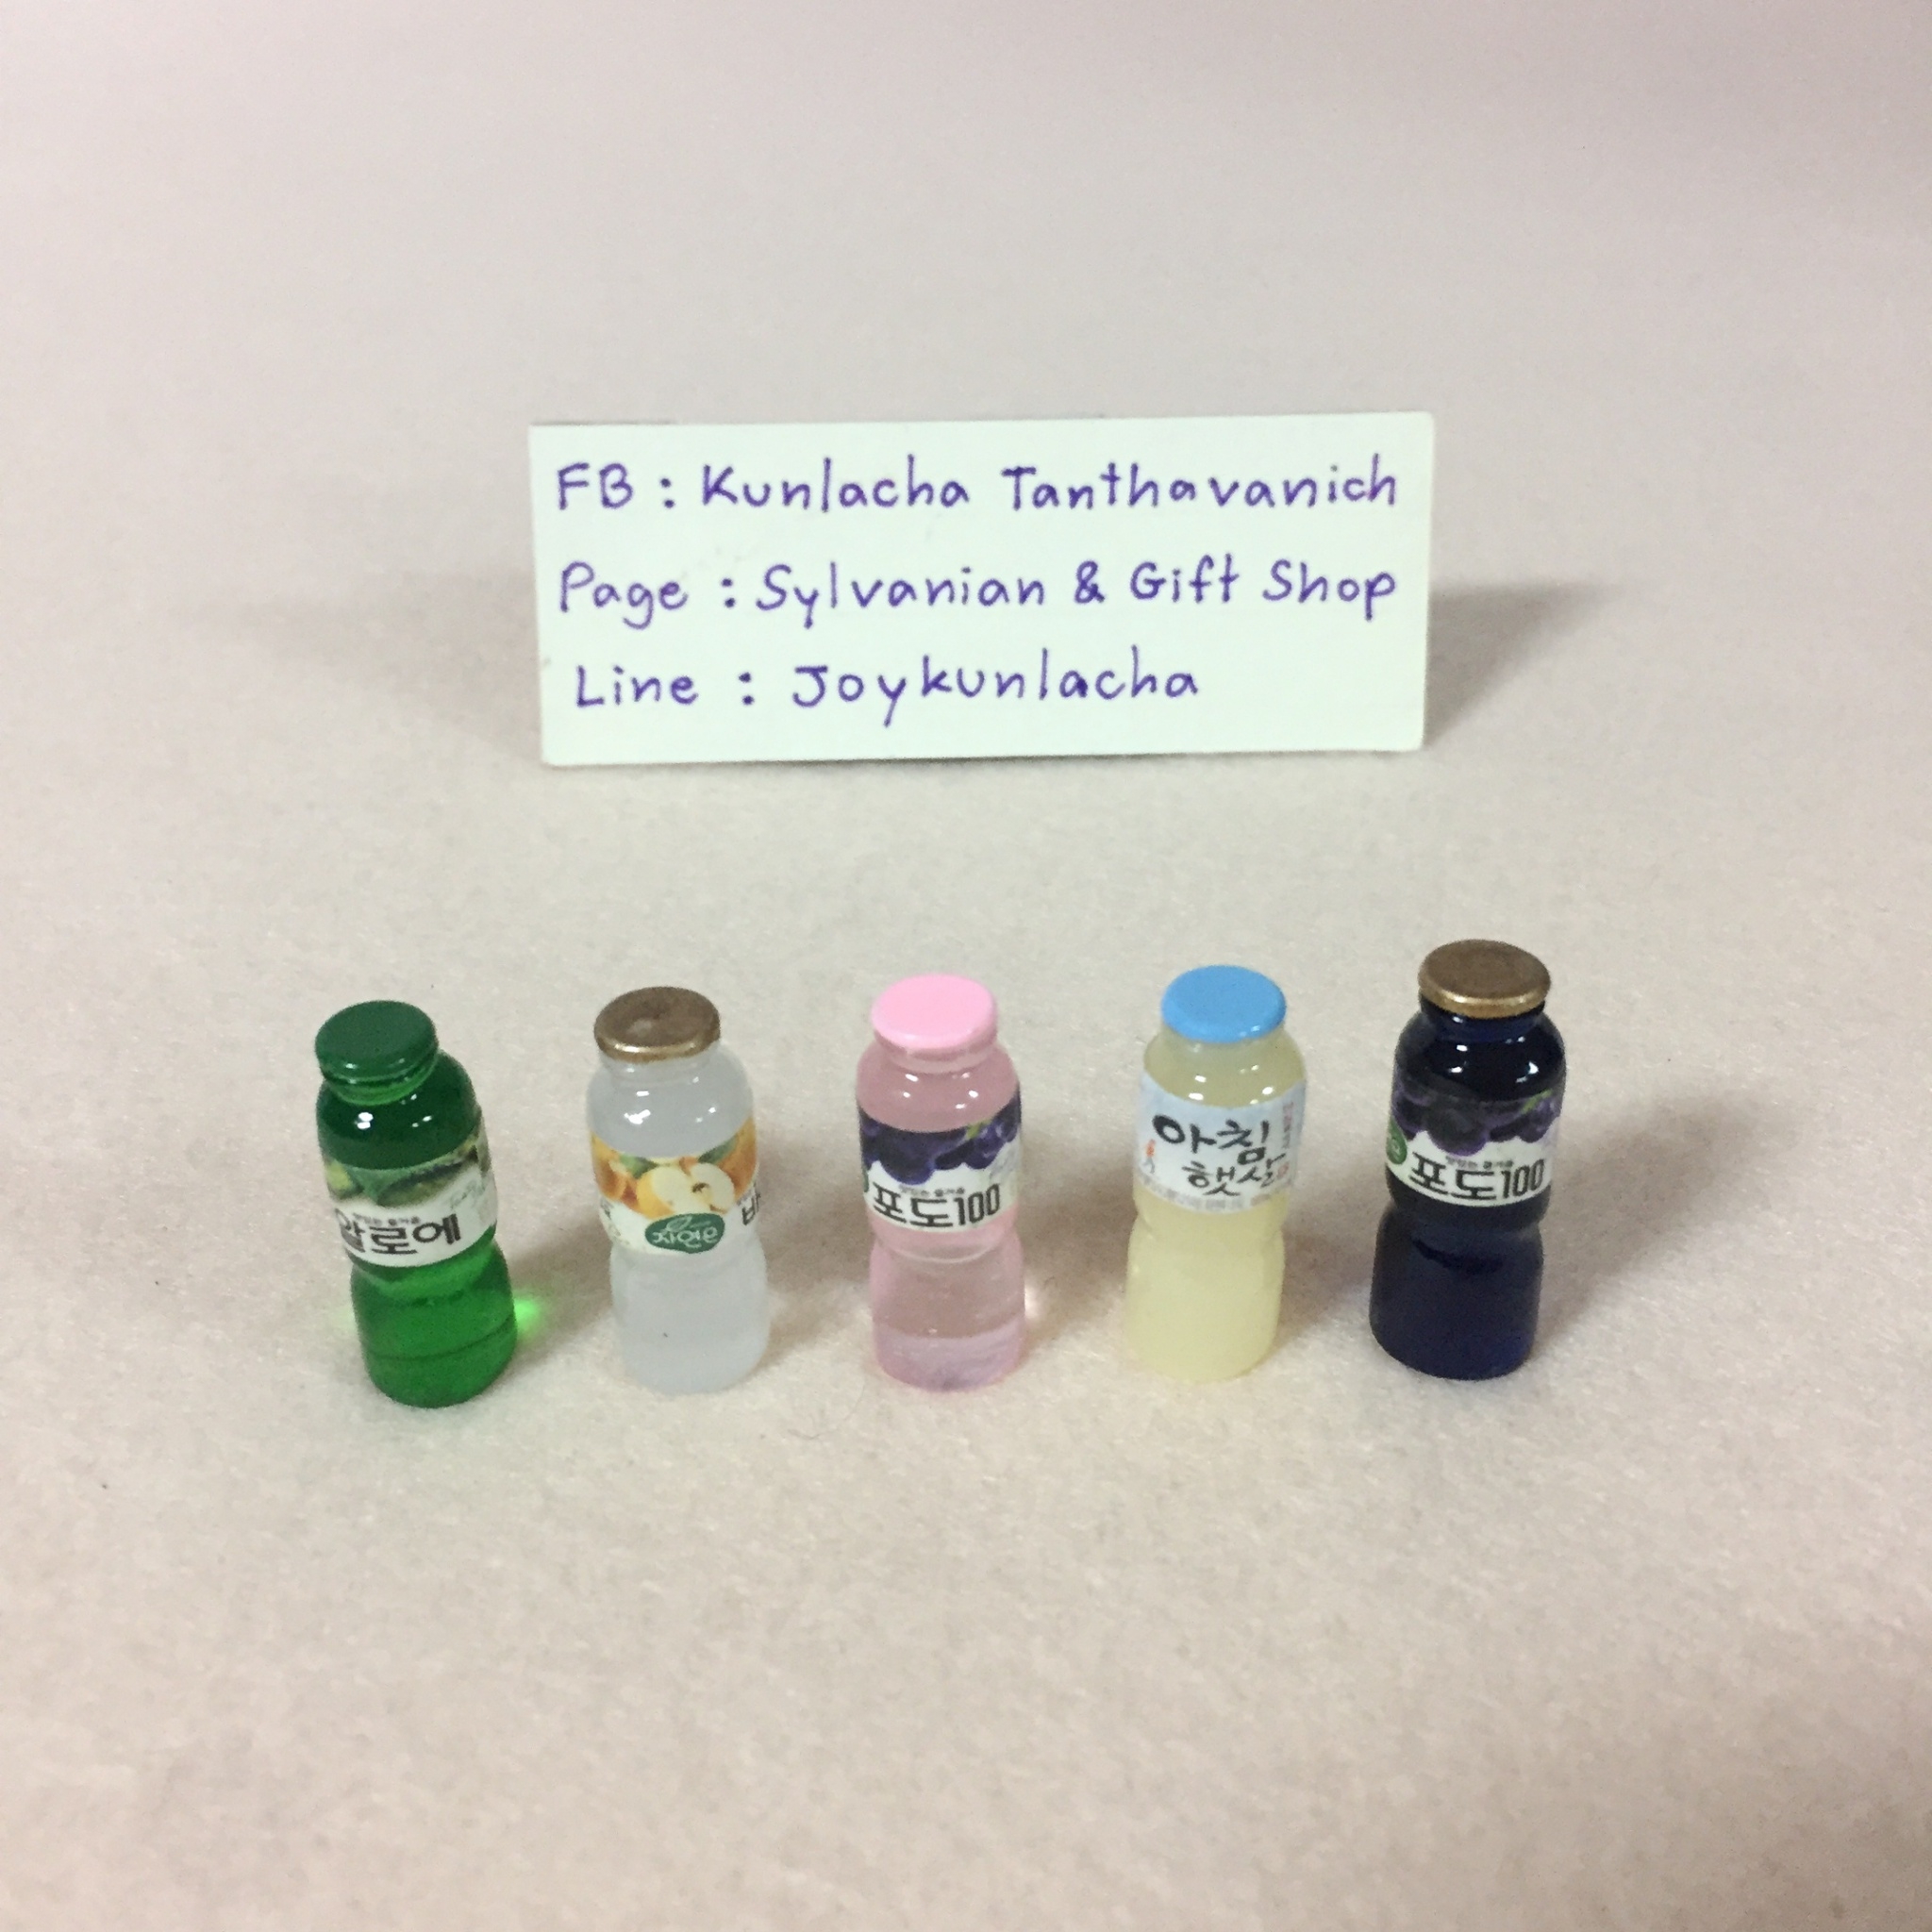 FB : Kunlacha Tanthavanich
Page : Sylvanian & Gift Shop
Line : Joykunlacha
알로에
자연은
포도100
아침
햇살
포도100